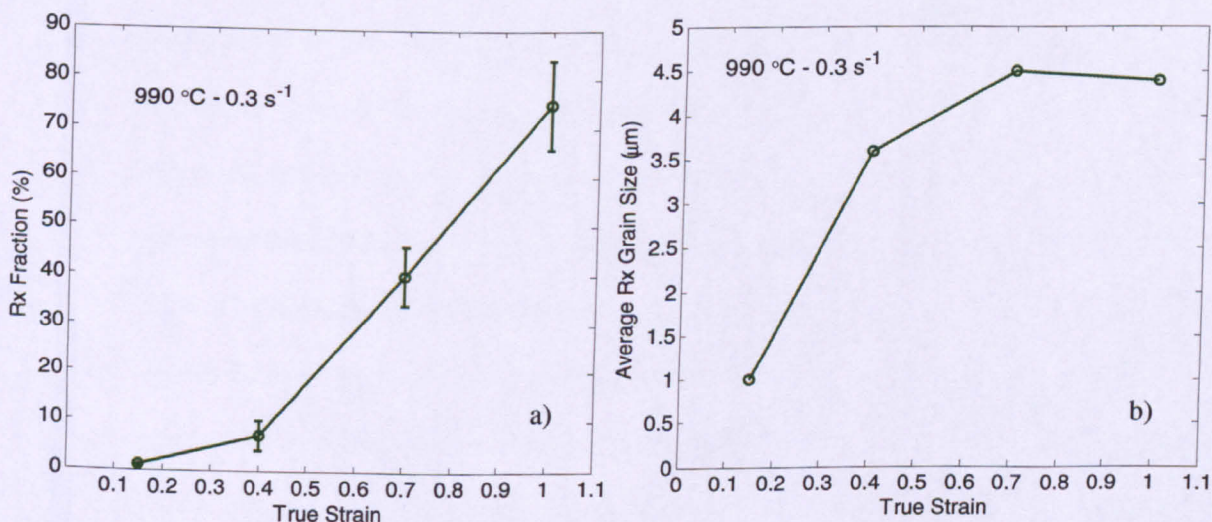 990 °C - 0.3 s⁻¹
Rx Fraction (%)
90
80
70
60
50
40
30
20
10
0
0.1 0.2 0.3 0.4 0.5 0.6 0.7 0.8 0.9 1 1.1
True Strain
a)
990 °C - 0.3 s⁻¹
Average Rx Grain Size (μm)
5
4.5
4
3.5
3
2.5
2
1.5
1
0.5
0
0 0.1 0.2 0.3 0.4 0.5 0.6 0.7 0.8 0.9 1 1.1
True Strain
b)